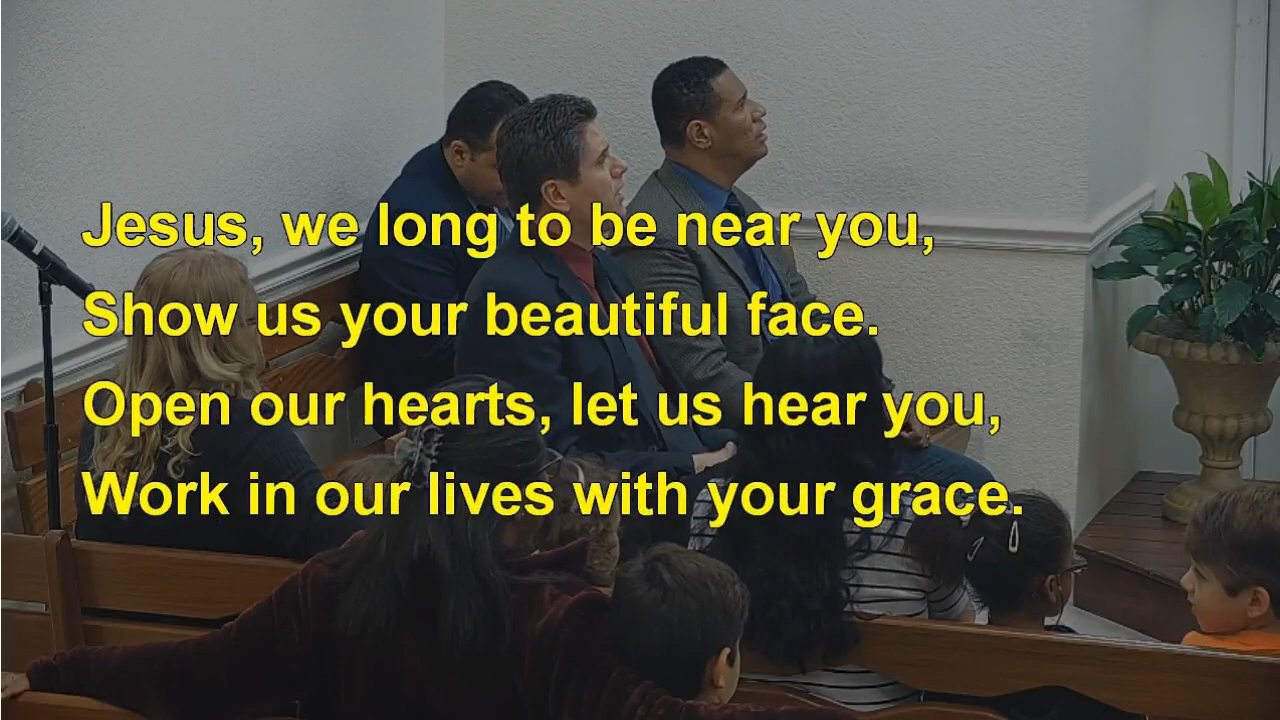 Jesus, we long to be near you,
Show us your beautiful face.
Open our hearts, let us hear you,
Work in our lives with your grace.